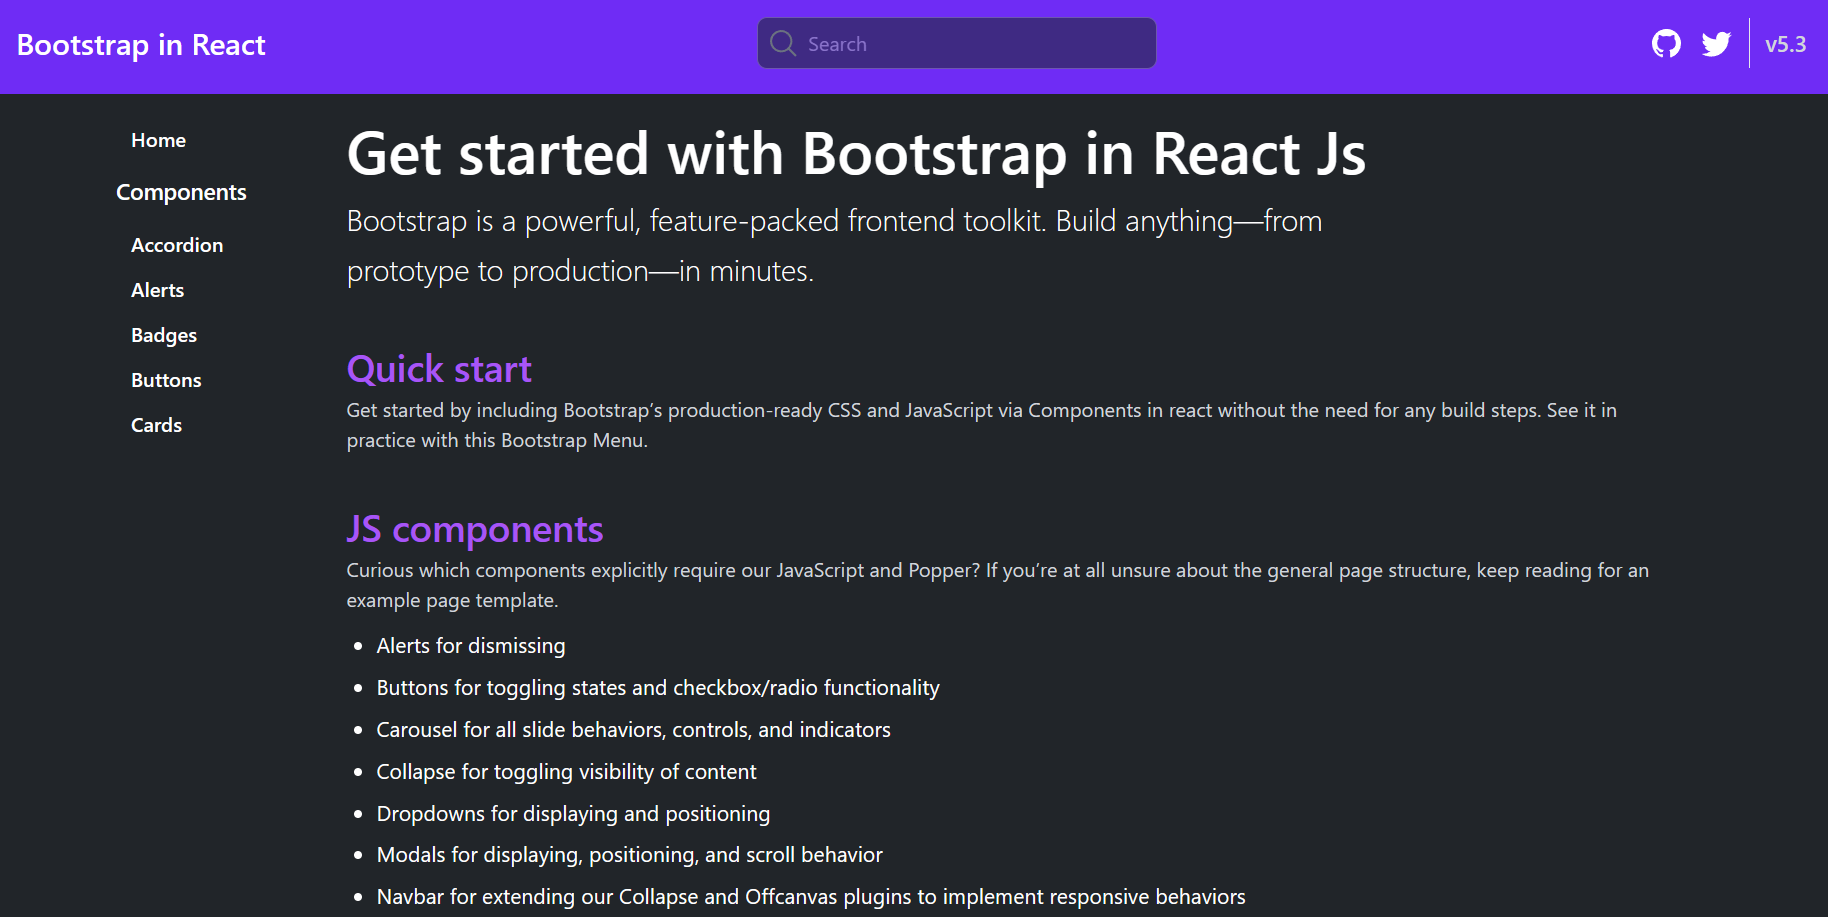 Bootstrap in React
Search
v5.3
Home
Components
Accordion
Alerts
Badges
Buttons
Cards
Get started with Bootstrap in React Js
Bootstrap is a powerful, feature-packed frontend toolkit. Build anything—from
prototype to production—in minutes.
Quick start
Get started by including Bootstrap’s production-ready CSS and JavaScript via Components in react without the need for any build steps. See it in
practice with this Bootstrap Menu.
JS components
Curious which components explicitly require our JavaScript and Popper? If you’re at all unsure about the general page structure, keep reading for an
example page template.
• Alerts for dismissing
• Buttons for toggling states and checkbox/radio functionality
• Carousel for all slide behaviors, controls, and indicators
• Collapse for toggling visibility of content
• Dropdowns for displaying and positioning
• Modals for displaying, positioning, and scroll behavior
• Navbar for extending our Collapse and Offcanvas plugins to implement responsive behaviors